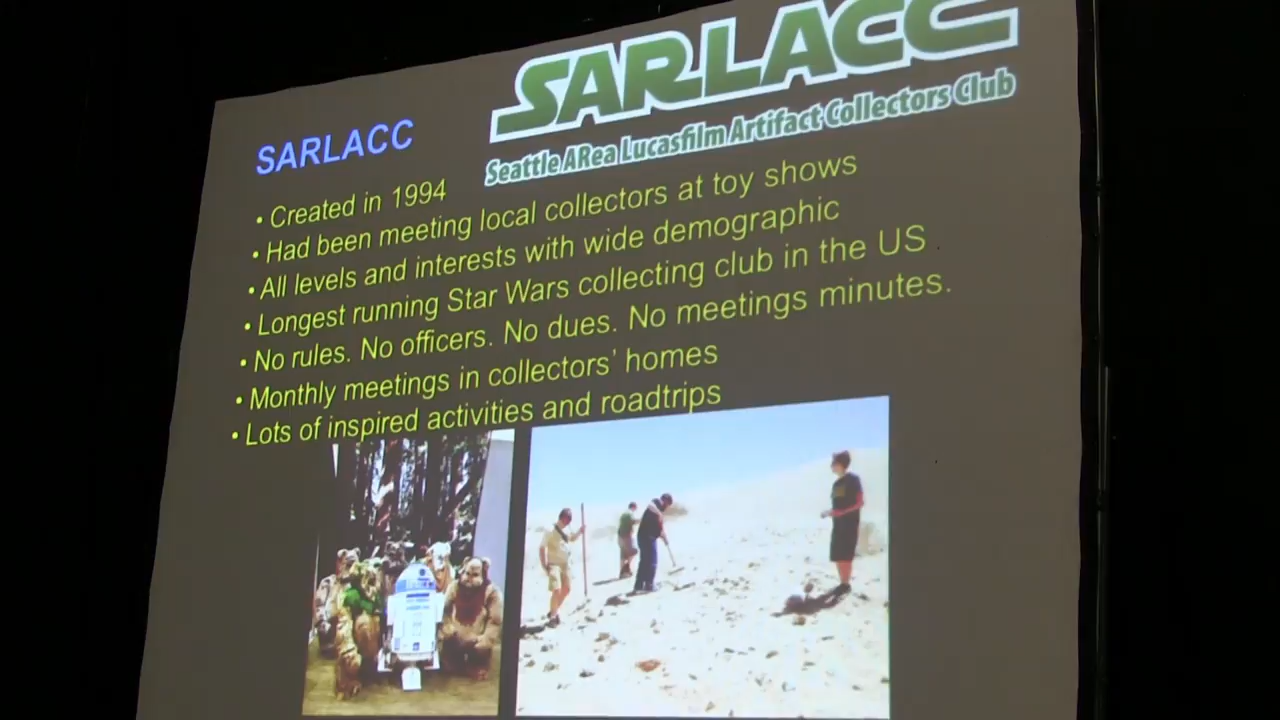 SARLACC
Seattle ARea Lucasfilm Artifact Collectors Club
SARLACC
• Created in 1994
• Had been meeting local collectors at toy shows
• All levels and interests with wide demographic
• Longest running Star Wars collecting club in the US
• No rules. No officers. No dues. No meetings minutes.
• Monthly meetings in collectors' homes
• Lots of inspired activities and roadtrips